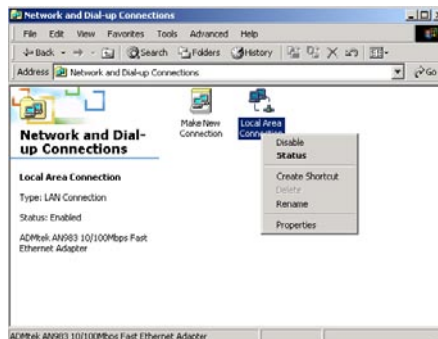 Network and Dial-up Connections
File Edit View Favorites Tools Advanced Help
Back Search Folders History
Address Network and Dial-up Connections Go
Network and Dial-
up Connections
Local Area Connection
Type: LAN Connection
Status: Enabled
ADMtek AN983 10/100Mbps Fast
Ethernet Adapter
Make New
Connection
Local Area
Connection
Disable
Status
Create Shortcut
Delete
Rename
Properties
ADMtek AN983 10/100Mbps Fast Ethernet Adapter